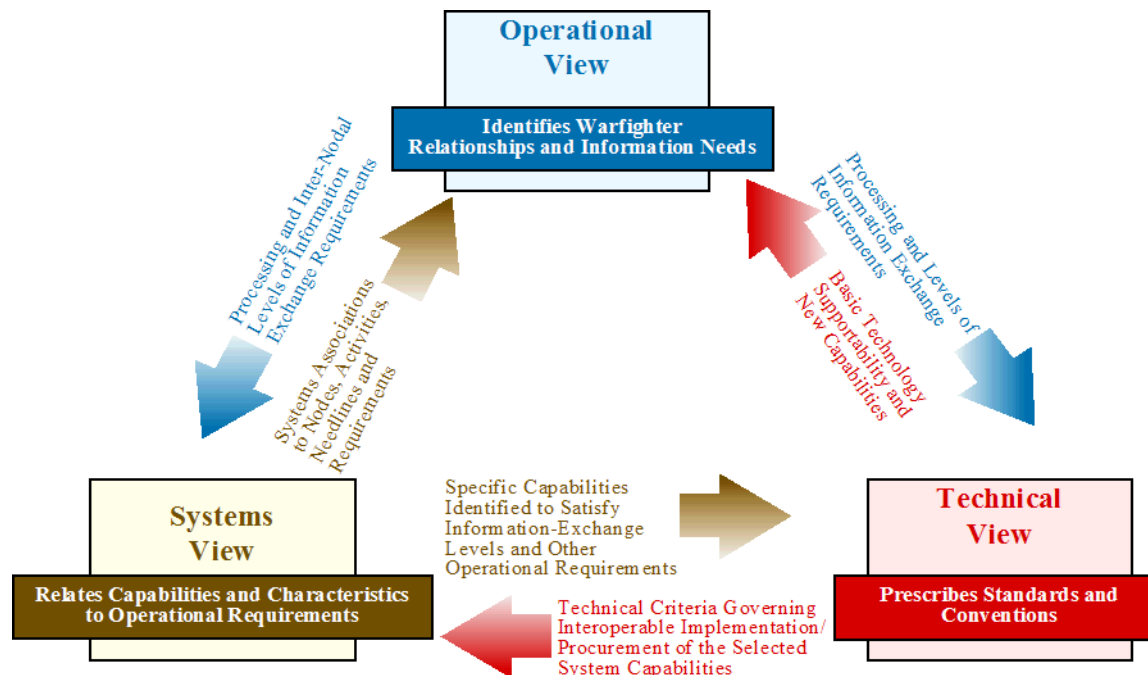 Operational
View
Identifies Warfighter
Relationships and Information Needs
Processing and Inter-Nodal
Levels of Information
Exchange Requirements
Systems Associations
to Nodes, Activities,
Needlines and
Requirements
Processing and Levels of
Information Exchange
Requirements
Basic Technology
Supportability and
New Capabilities
Systems
View
Relates Capabilities and Characteristics
to Operational Requirements
Specific Capabilities
Identified to Satisfy
Information-Exchange
Levels and Other
Operational Requirements
Technical Criteria Governing
Interoperable Implementation/
Procurement of the Selected
System Capabilities
Technical
View
Prescribes Standards and
Conventions